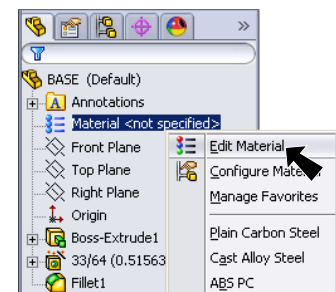 »
BASE (Default)
Annotations
A
Material <not specified>
Front Plane
Edit Material
Top Plane
Configure
Right Plane
Manage Favorites
Origin
Boss-Extrude1
Plain Carbon Steel
33/64 (0.51563
Cast Alloy Steel
Fillet1
ABS PC